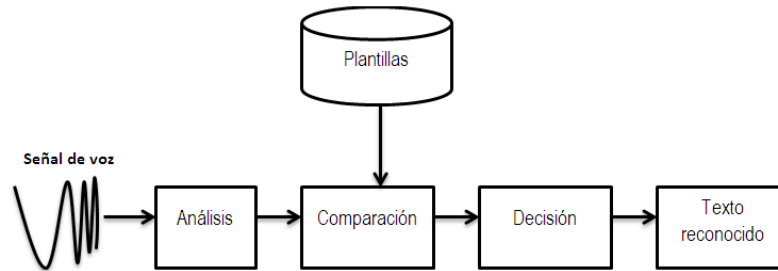 Plantillas
Señal de voz
Análisis
Comparación
Decisión
Texto
reconocido